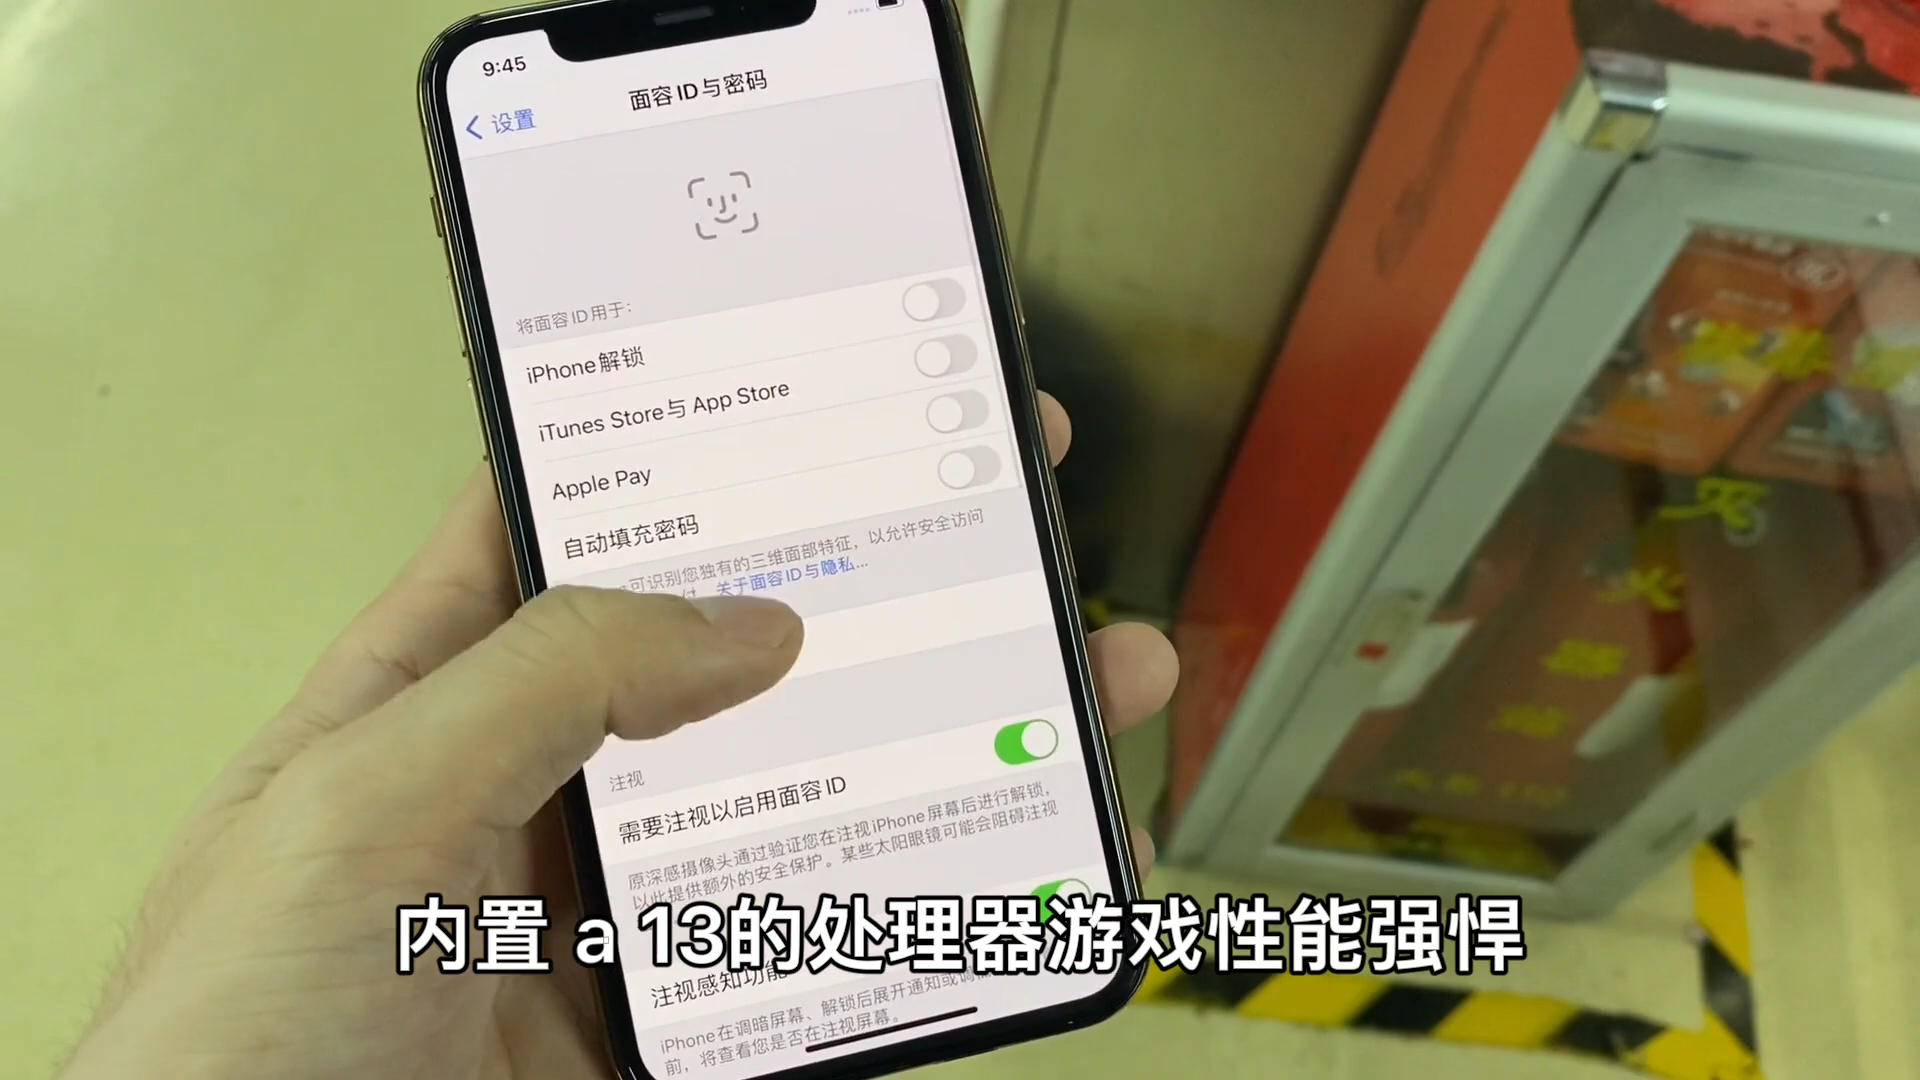 9:45
设置
面容ID与密码
将面容ID用于：
iPhone解锁
iTunes Store与 App Store
Apple Pay
自动填充密码
可识别您独有的三维面部特征，以允许安全访问
付。关于面容ID与隐私...
注视
需要注视以启用面容ID
原深感摄像头通过验证您在注视iPhone屏幕后进行解锁，
以此提供额外的安全保护。某些太阳眼镜可能会阻碍注视
注视感知功能
iPhone在调暗屏幕、解锁后展开通知或调
前，将查看您是否在注视屏幕。
内置 a 13的处理器游戏性能强悍
灭
火
器